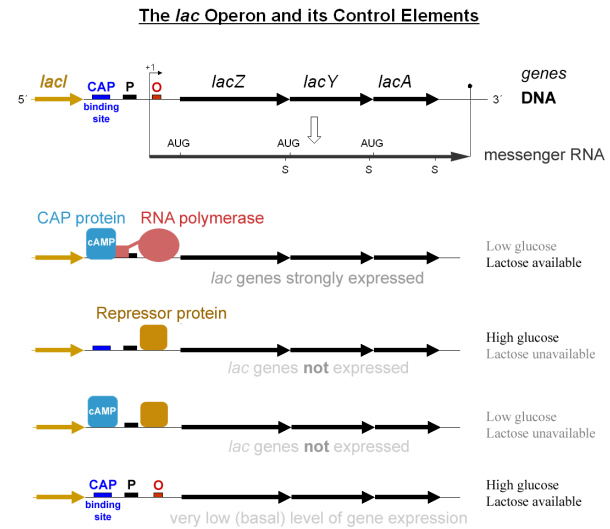 The lac Operon and its Control Elements
+1
lacI CAP P O lacZ lacY lacA genes
5´ 3´ DNA
binding
site
AUG AUG AUG messenger RNA
S S S
CAP protein RNA polymerase
cAMP
Low glucose
Lactose available
lac genes strongly expressed
Repressor protein
High glucose
Lactose unavailable
lac genes not expressed
cAMP
Low glucose
Lactose unavailable
lac genes not expressed
CAP P O
binding
site
High glucose
Lactose available
very low (basal) level of gene expression